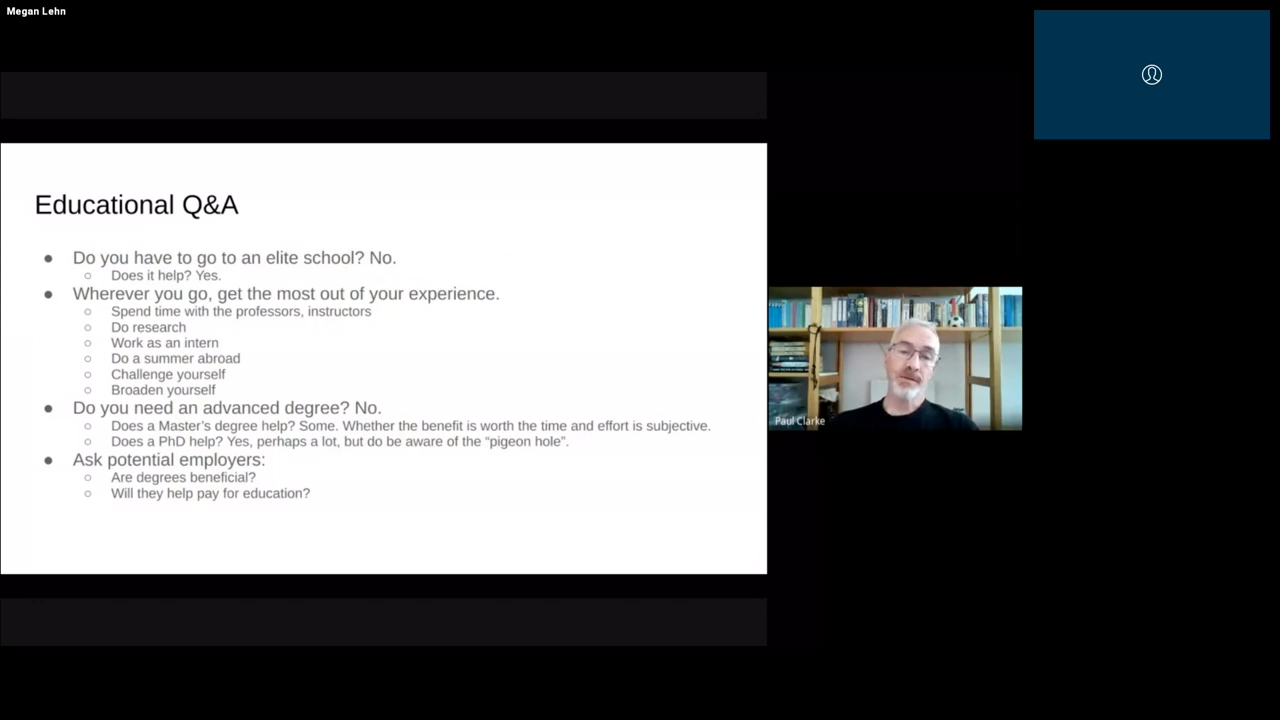 Megan Lehn
Educational Q&A
● Do you have to go to an elite school? No.
○ Does it help? Yes.
● Wherever you go, get the most out of your experience.
○ Spend time with the professors, instructors
○ Do research
○ Work as an intern
○ Do a summer abroad
○ Challenge yourself
○ Broaden yourself
● Do you need an advanced degree? No.
○ Does a Master’s degree help? Some. Whether the benefit is worth the time and effort is subjective.
○ Does a PhD help? Yes, perhaps a lot, but do be aware of the “pigeon hole”.
● Ask potential employers:
○ Are degrees beneficial?
○ Will they help pay for education?
Paul Clarke